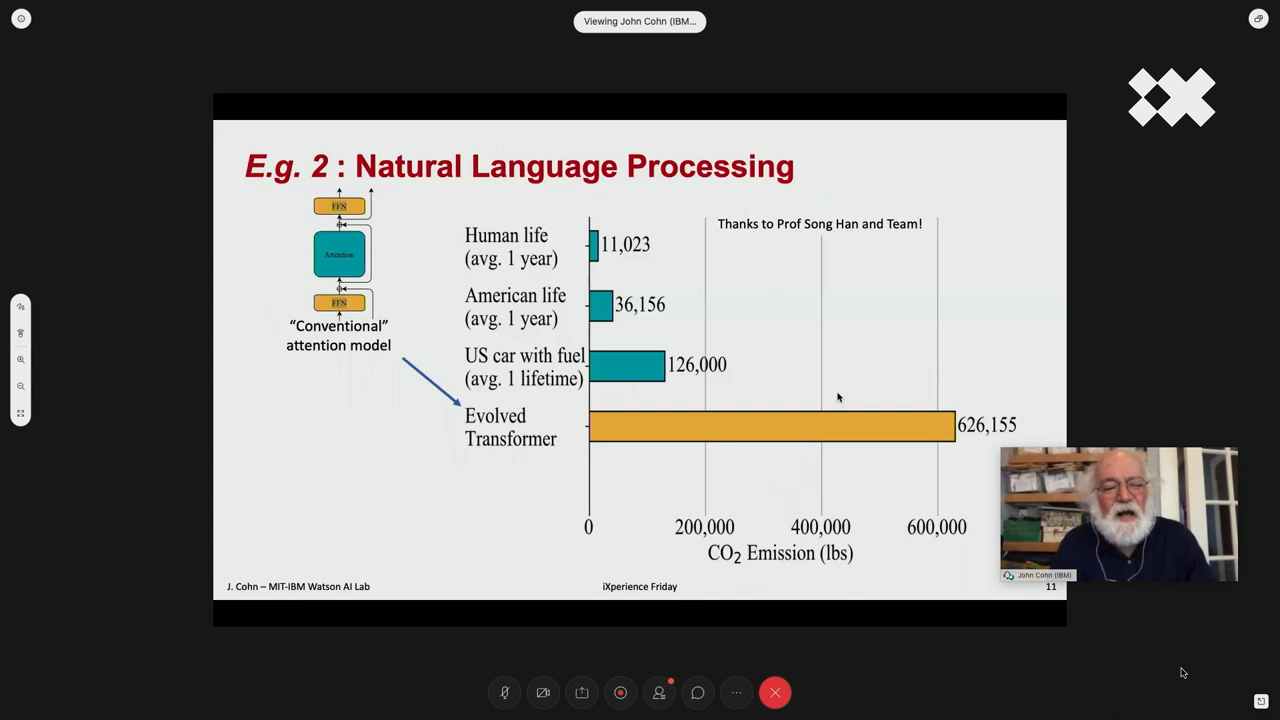 Viewing John Cohn (IBM...
E.g. 2 : Natural Language Processing
FFN
Attention
FFN
“Conventional”
attention model
Thanks to Prof Song Han and Team!
Human life
(avg. 1 year)
11,023
American life
(avg. 1 year)
36,156
US car with fuel
(avg. 1 lifetime)
126,000
Evolved
Transformer
626,155
0
200,000
400,000
600,000
CO2 Emission (lbs)
J. Cohn – MIT-IBM Watson AI Lab
iXperience Friday
11
John Cohn (IBM)